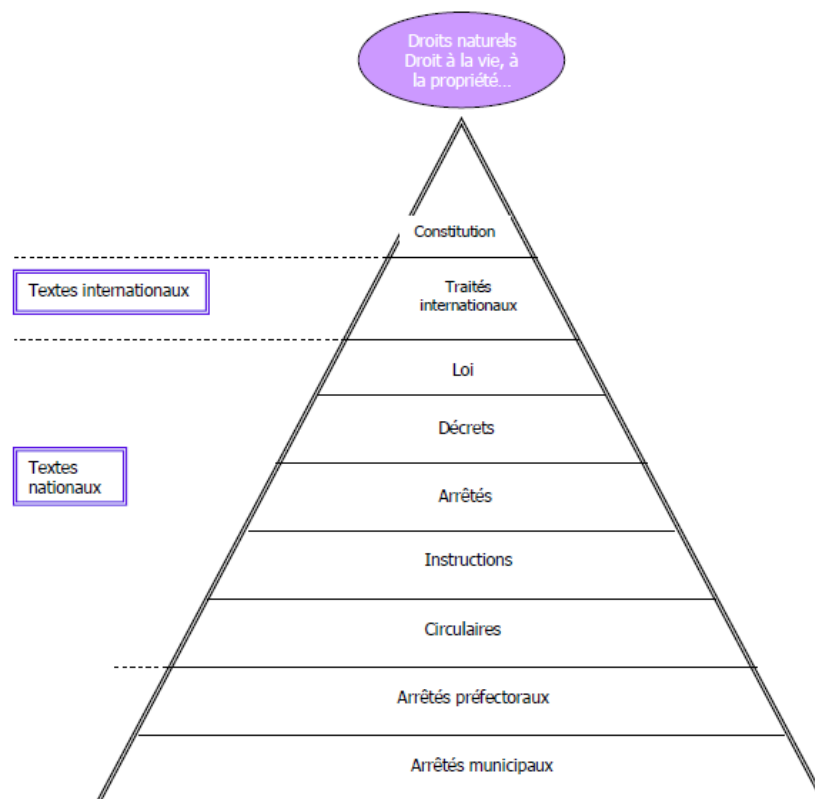 Droits naturels
Droit à la vie, à
la propriété...
Constitution
Textes internationaux
Traités
internationaux
Loi
Décrets
Textes
nationaux
Arrêtés
Instructions
Circulaires
Arrêtés préfectoraux
Arrêtés municipaux